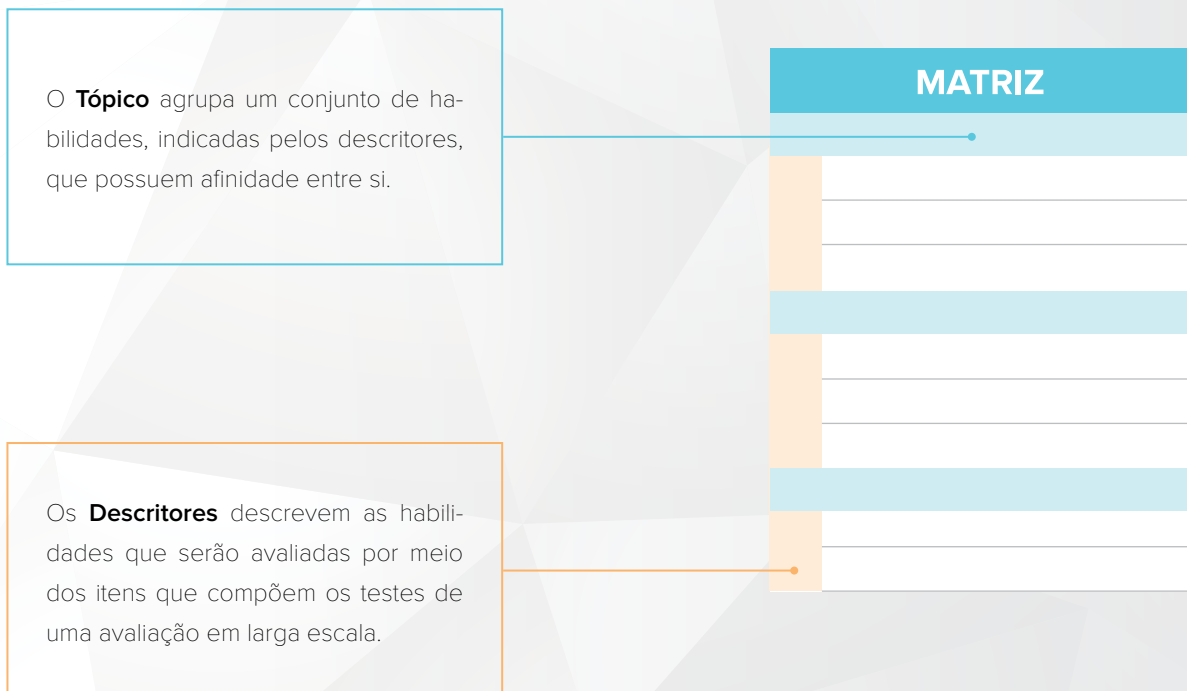 O Tópico agrupa um conjunto de ha-
bilidades, indicadas pelos descritores,
que possuem afinidade entre si.
MATRIZ
Os Descritores descrevem as habili-
dades que serão avaliadas por meio
dos itens que compõem os testes de
uma avaliação em larga escala.